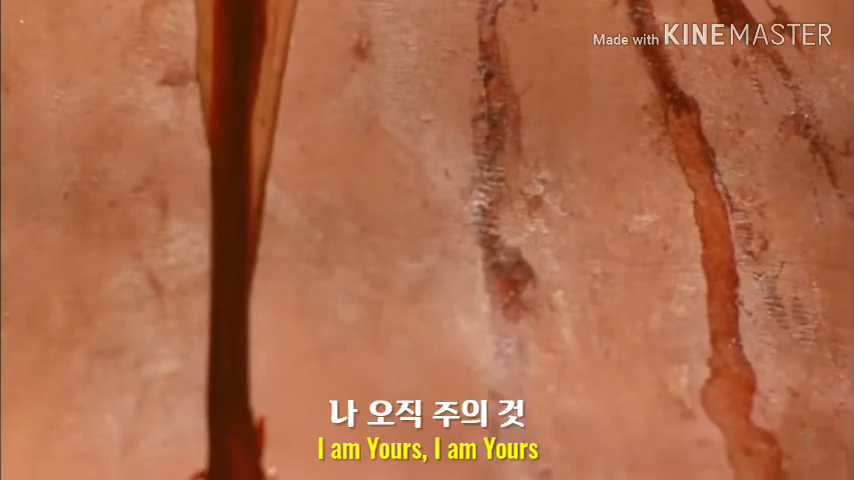 Made with KINEMASTER
나 오직 주의 것
I am Yours, I am Yours